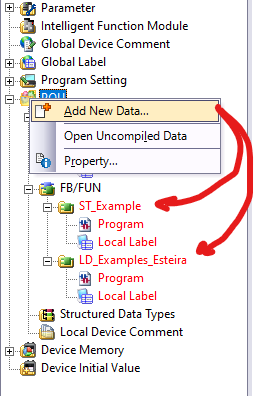 Parameter
Intelligent Function Module
Global Device Comment
Global Label
Program Setting
POU
Add New Data...
Open Uncompiled Data
Property...
FB/FUN
ST_Example
Program
Local Label
LD_Examples_Esteira
Program
Local Label
Structured Data Types
Local Device Comment
Device Memory
Device Initial Value